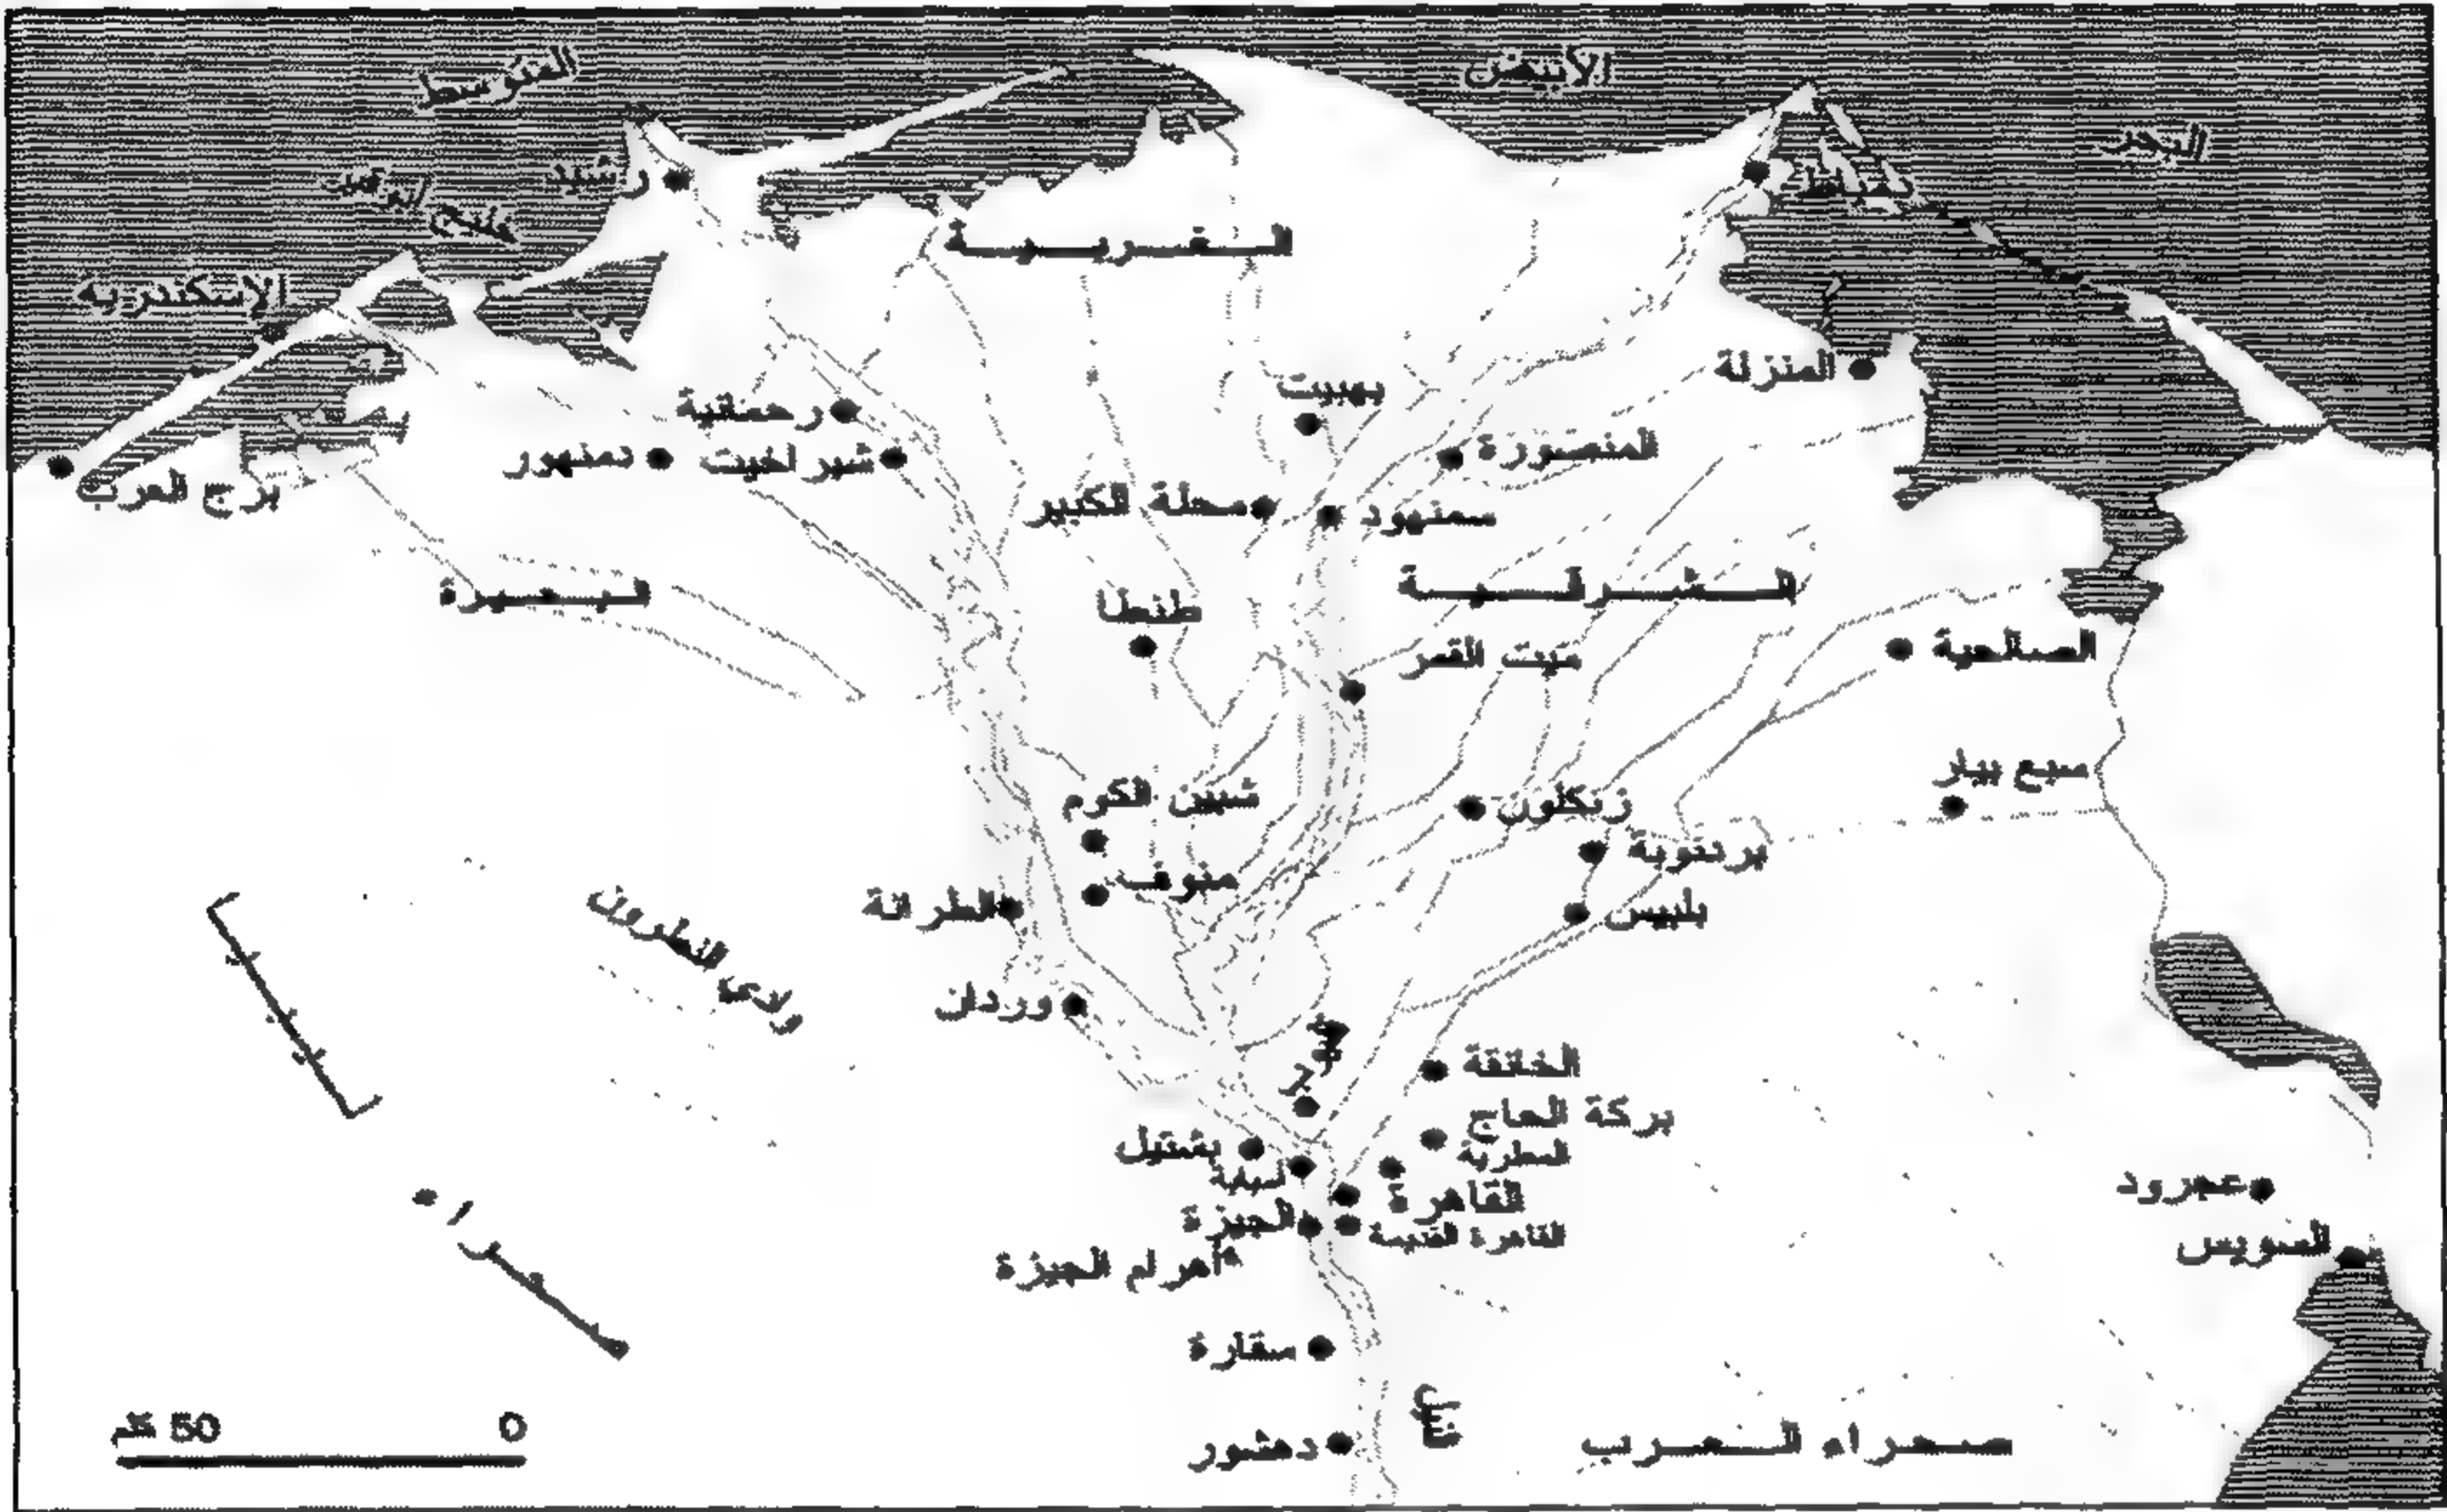 البحر
الأبيض
المتوسط
خليج أبو قير
رشيد
دمياط
الإسكندرية
الغربية
المنزلة
بهبيت
رحمانية
دمنهور
شبراخيت
المنصورة
برج العرب
محلة الكبير
سمنهود
البحيرة
طنطا
الشرقية
ميت القمر
الصالحية
سبع بيار
شبين الكوم
زنكلون
منوف
بلبيس
الطرانة
وادي النطرون
وردان
الخانقة
بركة الحاج
بشتيل
المطرية
القاهرة
الجيزة
القاهرة القديمة
أهرام الجيزة
عجرود
السويس
صحراء
سقارة
دهشور
صحراء العرب
0
50 كم